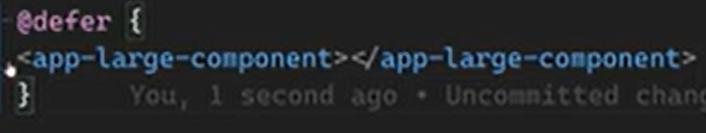 @defer {
<app-large-component></app-large-component>
}   You, 1 second ago • Uncommitted chang